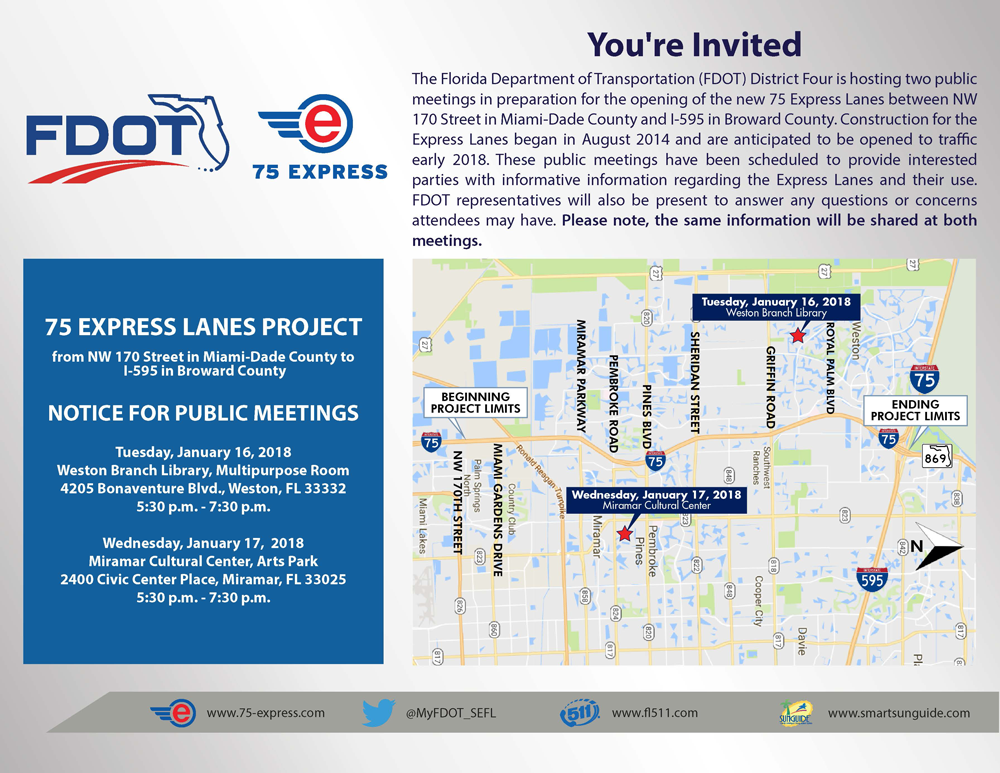 You're Invited
The Florida Department of Transportation (FDOT) District Four is hosting two public
meetings in preparation for the opening of the new 75 Express Lanes between NW
170 Street in Miami-Dade County and I-595 in Broward County. Construction for the
Express Lanes began in August 2014 and are anticipated to be opened to traffic
early 2018. These public meetings have been scheduled to provide interested
parties with informative information regarding the Express Lanes and their use.
FDOT representatives will also be present to answer any questions or concerns
attendees may have. Please note, the same information will be shared at both
meetings.
FDOT
e
75 EXPRESS
75 EXPRESS LANES PROJECT
from NW 170 Street in Miami-Dade County to
I-595 in Broward County
NOTICE FOR PUBLIC MEETINGS
Tuesday, January 16, 2018
Weston Branch Library, Multipurpose Room
4205 Bonaventure Blvd., Weston, FL 33332
5:30 p.m. - 7:30 p.m.
Wednesday, January 17, 2018
Miramar Cultural Center, Arts Park
2400 Civic Center Place, Miramar, FL 33025
5:30 p.m. - 7:30 p.m.
27
27
27
820
Tuesday, January 16, 2018
Weston Branch Library
MIRAMAR PARKWAY
PEMBROKE ROAD
PINES BLVD
SHERIDAN STREET
GRIFFIN ROAD
ROYAL PALM BLVD
Weston
27
INTERSTATE
75
BEGINNING
PROJECT LIMITS
ENDING
PROJECT LIMITS
75
75
75
869
NW 170TH STREET
Palm Springs
North
MIAMI GARDENS DRIVE
Country Club
Ronald Reagan Turnpike
Miami Lakes
848
Southwest
Ranches
838
Wednesday, January 17, 2018
Miramar Cultural Center
Miramar
Pembroke
Pines
823
823
823
842
N
INTERSTATE
595
827
848
818
Cooper City
858
824
820
826
860
817
817
817
817
Davie
Pl
e
www.75-express.com
@MyFDOT_SEFL
511
www.fl511.com
SUNGUIDE
www.smartsunguide.com